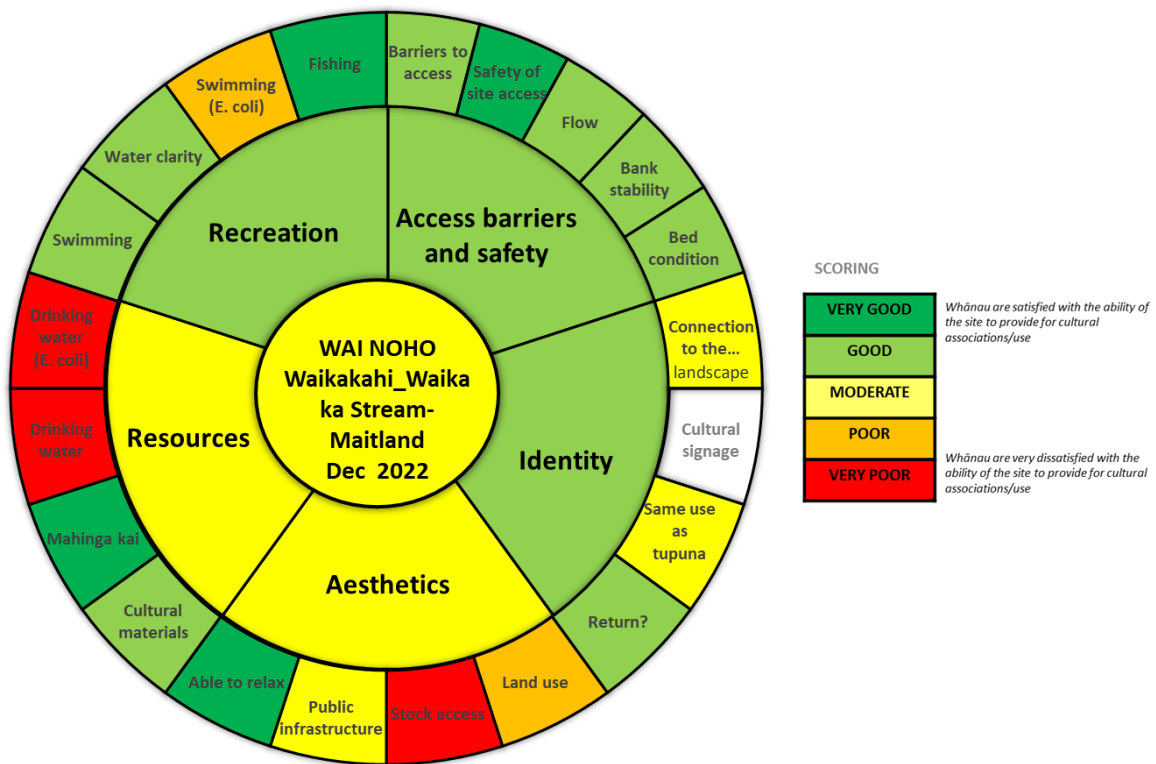 Fishing
Barriers to
access
Safety of
site access
Flow
Bank
stability
Bed
condition
Connection
to the...
landscape
Cultural
signage
Same use
as
tupuna
Return?
Land use
Stock access
Public
infrastructure
Able to relax
Cultural
materials
Mahinga kai
Drinking
water
Drinking
water
(E. coli)
Swimming
Water clarity
Swimming
(E. coli)
Recreation
Access barriers
and safety
Identity
Aesthetics
Resources
WAI NOHO
Waikakahi_Waika
ka Stream-
Maitland
Dec 2022
SCORING
VERY GOOD
GOOD
MODERATE
POOR
VERY POOR
Whānau are satisfied with the ability of
the site to provide for cultural
associations/use
Whānau are very dissatisfied with the
ability of the site to provide for cultural
associations/use